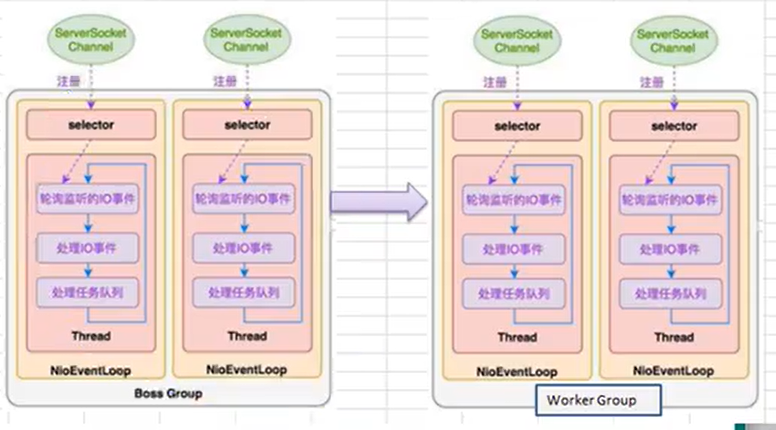 ServerSocket
Channel
ServerSocket
Channel
注册
注册
selector
selector
轮询监听的IO事件
轮询监听的IO事件
处理IO事件
处理IO事件
处理任务队列
处理任务队列
Thread
Thread
NioEventLoop
NioEventLoop
Boss Group
ServerSocket
Channel
ServerSocket
Channel
注册
注册
selector
selector
轮询监听的IO事件
轮询监听的IO事件
处理IO事件
处理IO事件
处理任务队列
处理任务队列
Thread
Thread
NioEventLoop
NioEventLoop
Worker Group